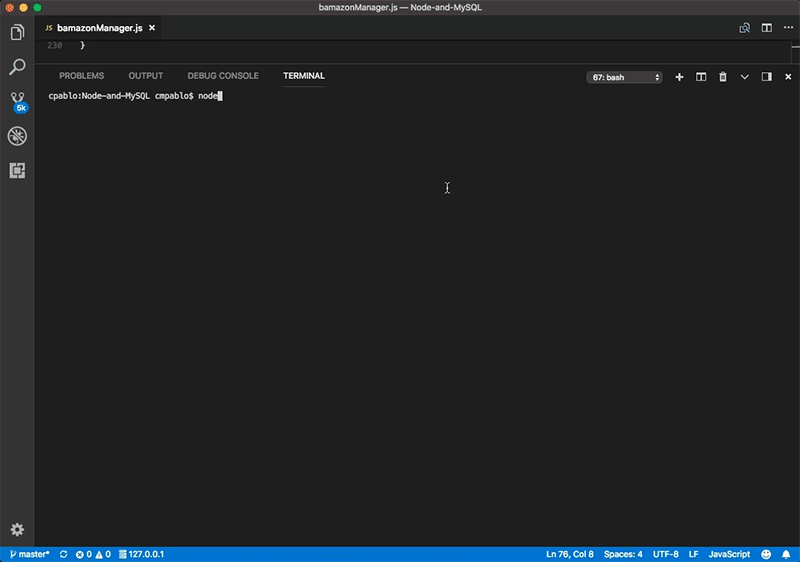 bamazonManager.js — Node-and-MySQL
JS bamazonManager.js
230 }
PROBLEMS OUTPUT DEBUG CONSOLE TERMINAL 67: bash
cpablo:Node-and-MySQL cmpablo$ node
5k
master* 0 0 127.0.0.1 Ln 76, Col 8 Spaces: 4 UTF-8 LF JavaScript